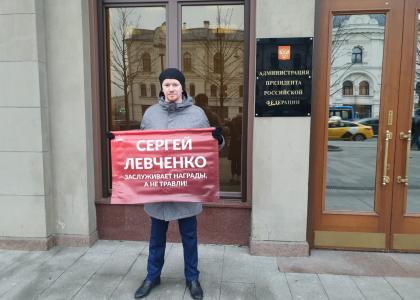 АДМИНИСТРАЦИЯ
ПРЕЗИДЕНТА
РОССИЙСКОЙ
ФЕДЕРАЦИИ
СЕРГЕЙ
ЛЕВЧЕНКО
ЗАСЛУЖИВАЕТ НАГРАДЫ,
А НЕ ТРАВЛИ!